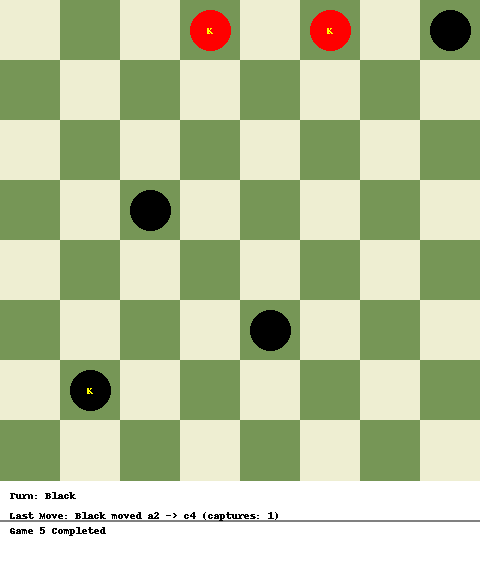 K
K
K
Turn: Black
Last Move: Black moved a2 -> c4 (captures: 1)
Game 5 Completed